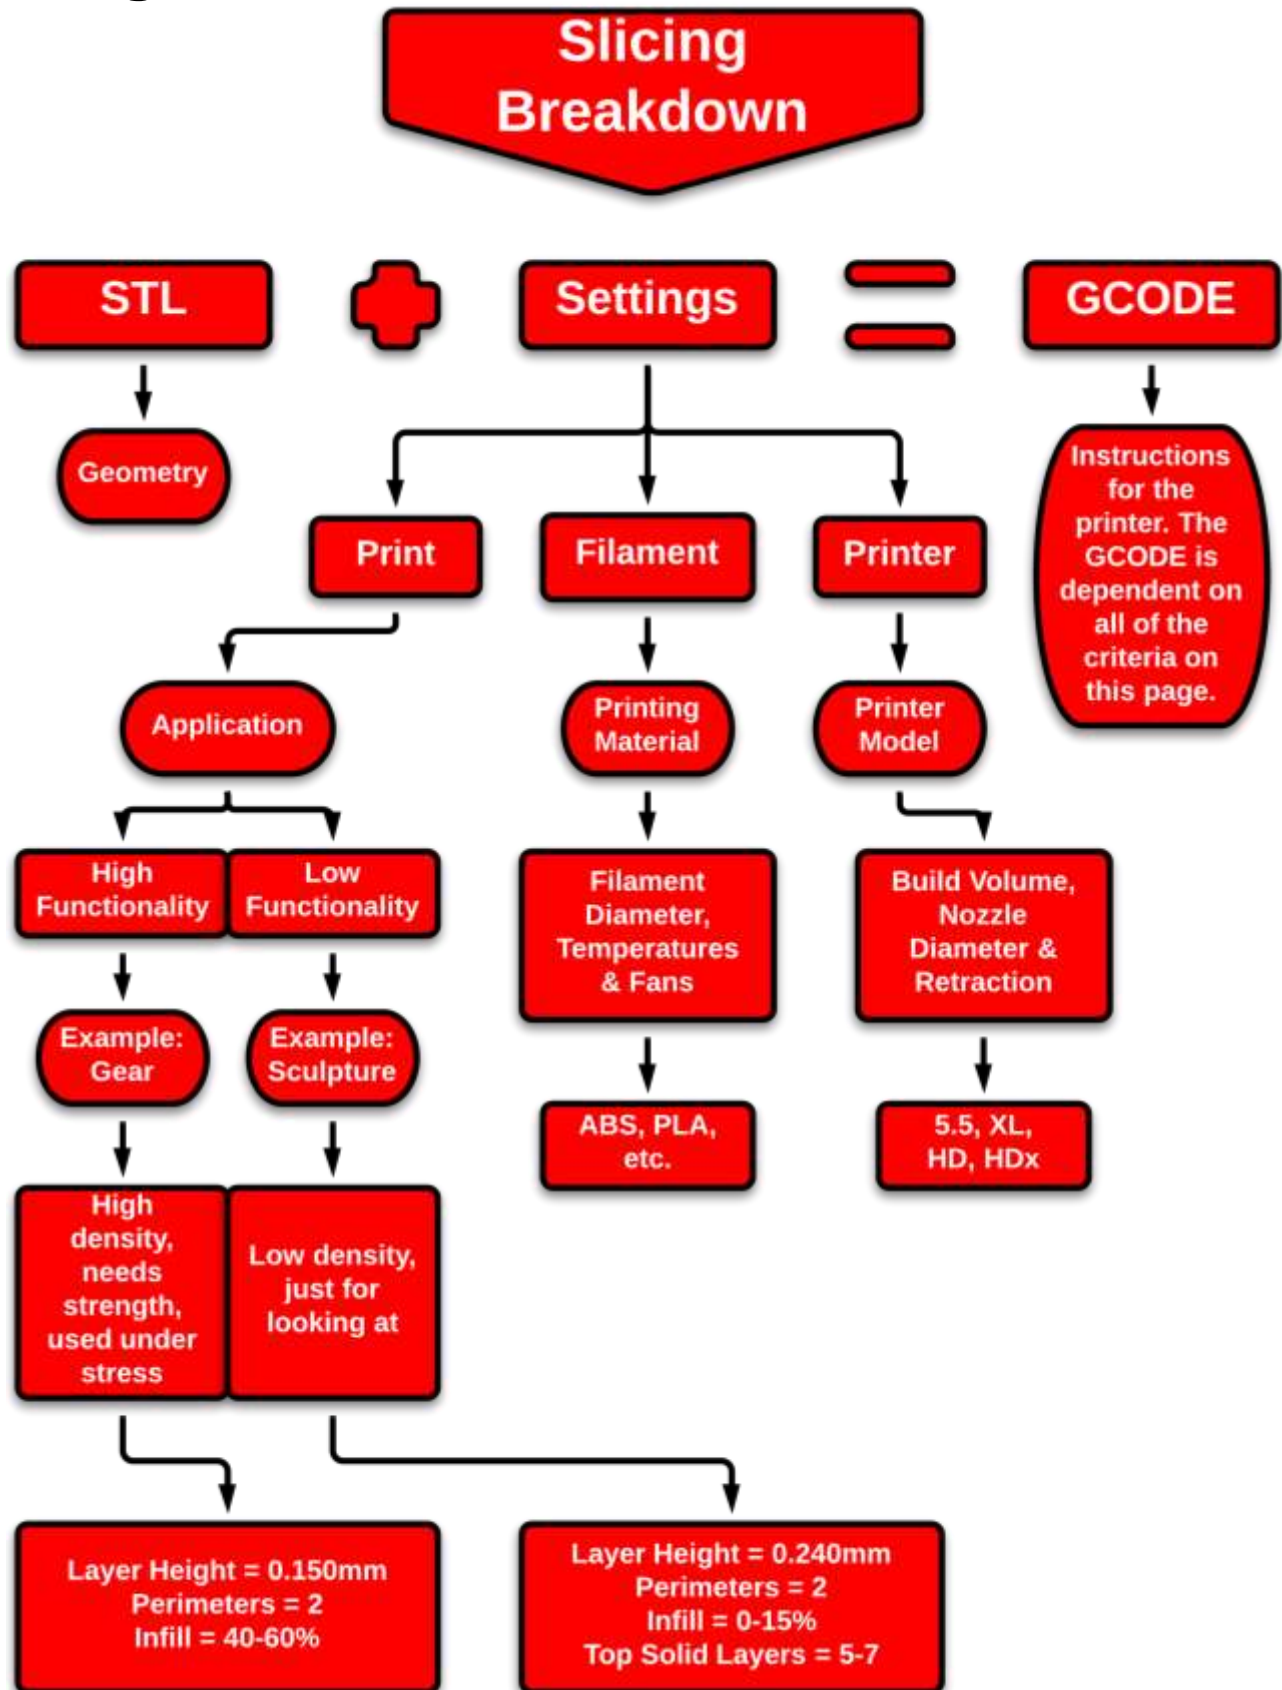 Slicing
Breakdown
STL
Settings
GCODE
Geometry
Instructions
for the
printer. The
GCODE is
dependent on
all of the
criteria on
this page.
Print
Filament
Printer
Application
Printing
Material
Printer
Model
High
Functionality
Low
Functionality
Filament
Diameter,
Temperatures
& Fans
Build Volume,
Nozzle
Diameter &
Retraction
Example:
Gear
Example:
Sculpture
ABS, PLA,
etc.
5.5, XL,
HD, HDx
High
density,
needs
strength,
used under
stress
Low density,
just for
looking at
Layer Height = 0.150mm
Perimeters = 2
Infill = 40-60%
Layer Height = 0.240mm
Perimeters = 2
Infill = 0-15%
Top Solid Layers = 5-7